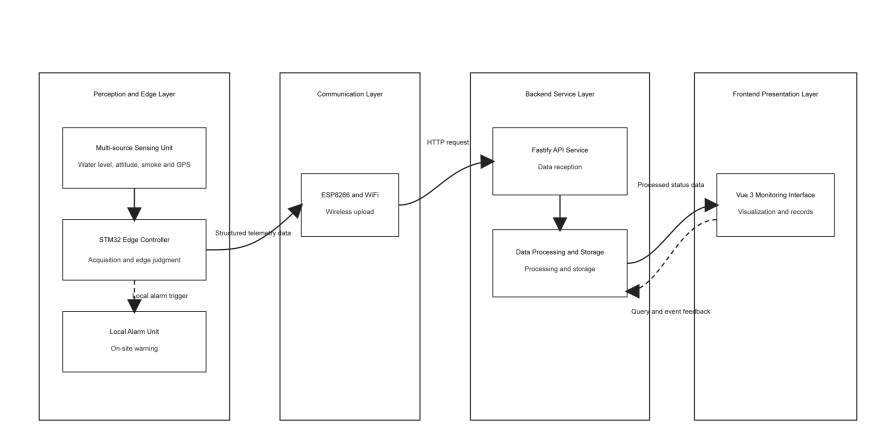 Perception and Edge Layer
Multi-source Sensing Unit
Water level, attitude, smoke and GPS
STM32 Edge Controller
Acquisition and edge judgment
Local alarm trigger
Local Alarm Unit
On-site warning
Structured telemetry data
Communication Layer
ESP8266 and WiFi
Wireless upload
HTTP request
Backend Service Layer
Fastify API Service
Data reception
Data Processing and Storage
Processing and storage
Processed status data
Query and event feedback
Frontend Presentation Layer
Vue 3 Monitoring Interface
Visualization and records